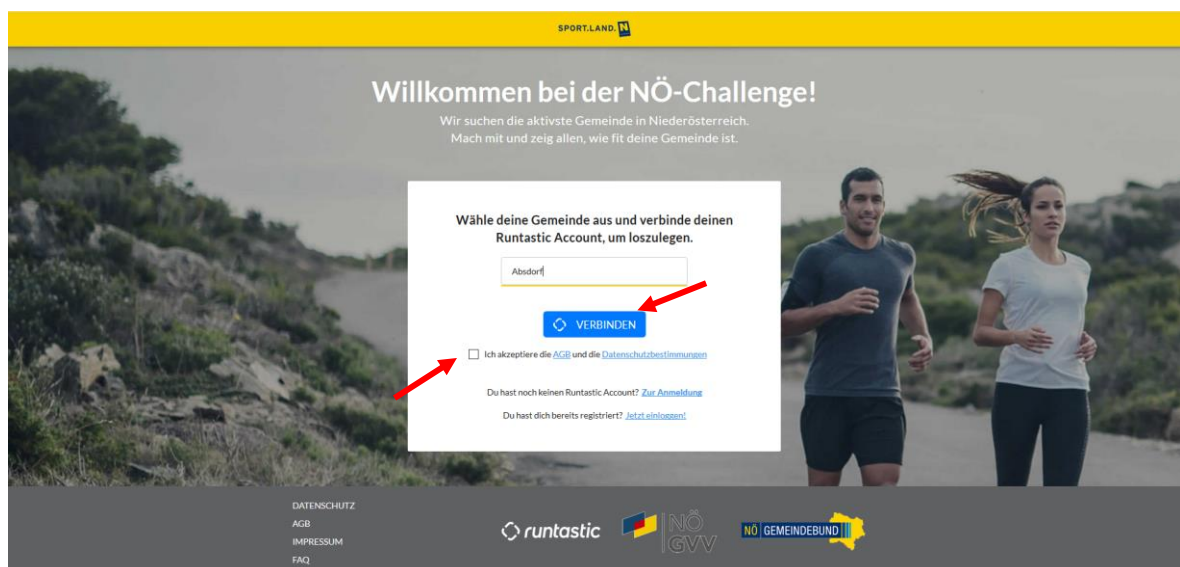 SPORT.LAND. N
Willkommen bei der NÖ-Challenge!
Wir suchen die aktivste Gemeinde in Niederösterreich.
Mach mit und zeig allen, wie fit deine Gemeinde ist.
Wähle deine Gemeinde aus und verbinde deinen
Runtastic Account, um loszulegen.
Absdorf
VERBINDEN
Ich akzeptiere die AGB und die Datenschutzbestimmungen
Du hast noch keinen Runtastic Account? Zur Anmeldung
Du hast dich bereits registriert? Jetzt einloggen!
DATENSCHUTZ
AGB
IMPRESSUM
FAQ
runtastic
NÖ
GVV
NÖ GEMEINDEBUND